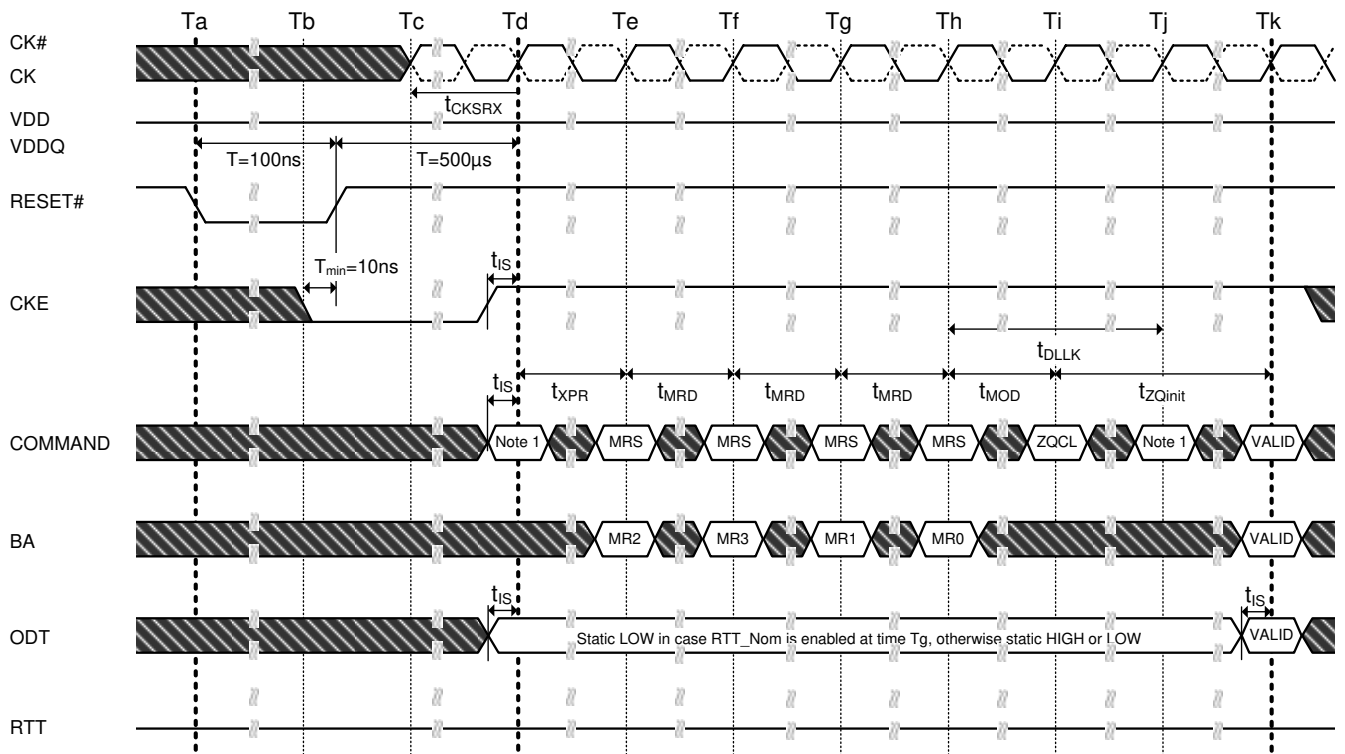 Ta Tb Tc Td Te Tf Tg Th Ti Tj Tk
CK#
CK
tCKSRX
VDD
VDDQ
T=100ns T=500µs
RESET#
Tmin=10ns tIS
CKE
tDLLK
tIS tXPR tMRD tMRD tMRD tMOD tZQinit
COMMAND Note 1 MRS MRS MRS MRS ZQCL Note 1 VALID
BA MR2 MR3 MR1 MR0 VALID
tIS tIS
ODT Static LOW in case RTT_Nom is enabled at time Tg, otherwise static HIGH or LOW VALID
RTT